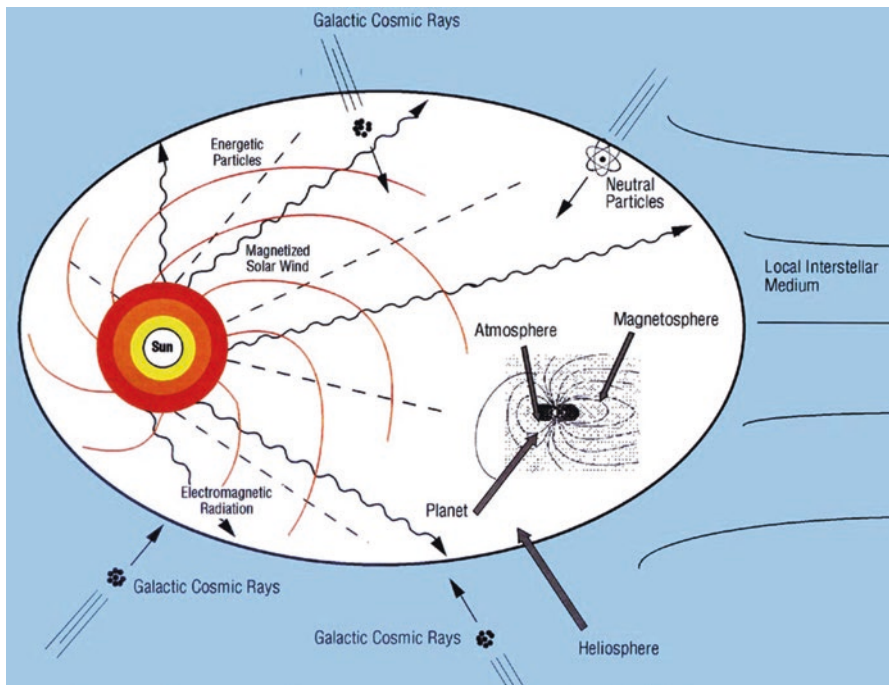 Galactic Cosmic Rays
Energetic
Particles
Neutral
Particles
Magnetized
Solar Wind
Local Interstellar
Medium
Atmosphere
Magnetosphere
Sun
Electromagnetic
Radiation
Planet
Galactic Cosmic Rays
Galactic Cosmic Rays
Heliosphere